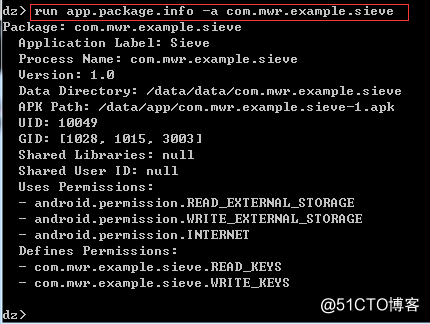 dz> run app.package.info -a com.mwr.example.sieve
Package: com.mwr.example.sieve
  Application Label: Sieve
  Process Name: com.mwr.example.sieve
  Version: 1.0
  Data Directory: /data/data/com.mwr.example.sieve
  APK Path: /data/app/com.mwr.example.sieve-1.apk
  UID: 10049
  GID: [1028, 1015, 3003]
  Shared Libraries: null
  Shared User ID: null
  Uses Permissions:
  - android.permission.READ_EXTERNAL_STORAGE
  - android.permission.WRITE_EXTERNAL_STORAGE
  - android.permission.INTERNET
  Defines Permissions:
  - com.mwr.example.sieve.READ_KEYS
  - com.mwr.example.sieve.WRITE_KEYS
dz>
@51CTO博客